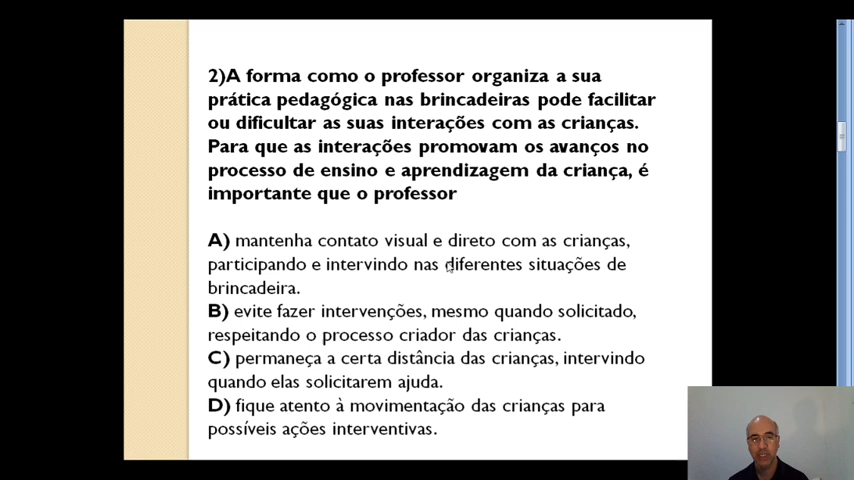 2)A forma como o professor organiza a sua
prática pedagógica nas brincadeiras pode facilitar
ou dificultar as suas interações com as crianças.
Para que as interações promovam os avanços no
processo de ensino e aprendizagem da criança, é
importante que o professor
A) mantenha contato visual e direto com as crianças,
participando e intervindo nas diferentes situações de
brincadeira.
B) evite fazer intervenções, mesmo quando solicitado,
respeitando o processo criador das crianças.
C) permaneça a certa distância das crianças, intervindo
quando elas solicitarem ajuda.
D) fique atento à movimentação das crianças para
possíveis ações interventivas.